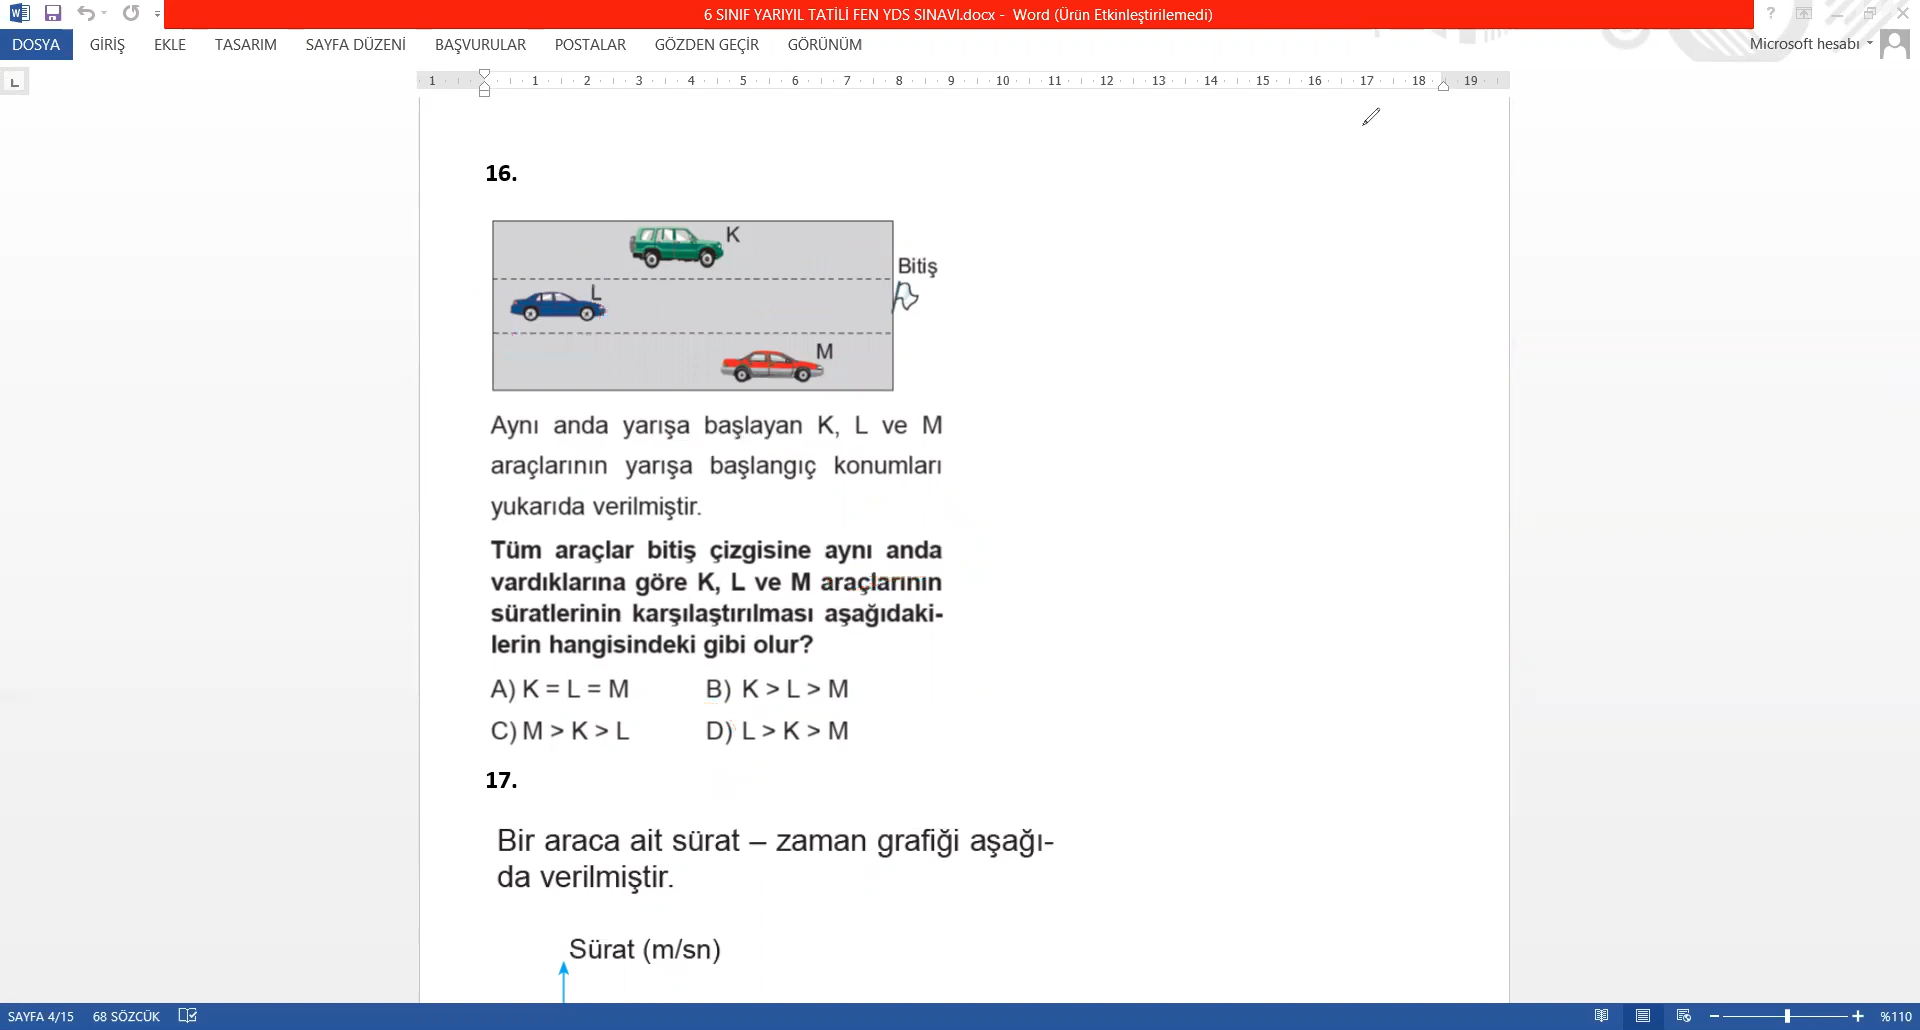 6 SINIF YARIYIL TATİLİ FEN YDS SINAVI.docx - Word (Ürün Etkinleştirilemedi)
DOSYA GİRİŞ EKLE TASARIM SAYFA DÜZENİ BAŞVURULAR POSTALAR GÖZDEN GEÇİR GÖRÜNÜM Microsoft hesabı
1 1 2 3 4 5 6 7 8 9 10 11 12 13 14 15 16 17 18 19
16.
K
Bitiş
L
M
Aynı anda yarışa başlayan K, L ve M
araçlarının yarışa başlangıç konumları
yukarıda verilmiştir.
Tüm araçlar bitiş çizgisine aynı anda
vardıklarına göre K, L ve M araçlarının
süratlerinin karşılaştırılması aşağıdaki-
lerin hangisindeki gibi olur?
A) K = L = M B) K > L > M
C) M > K > L D) L > K > M
17.
Bir araca ait sürat – zaman grafiği aşağı-
da verilmiştir.
Sürat (m/sn)
SAYFA 4/15 68 SÖZCÜK %110